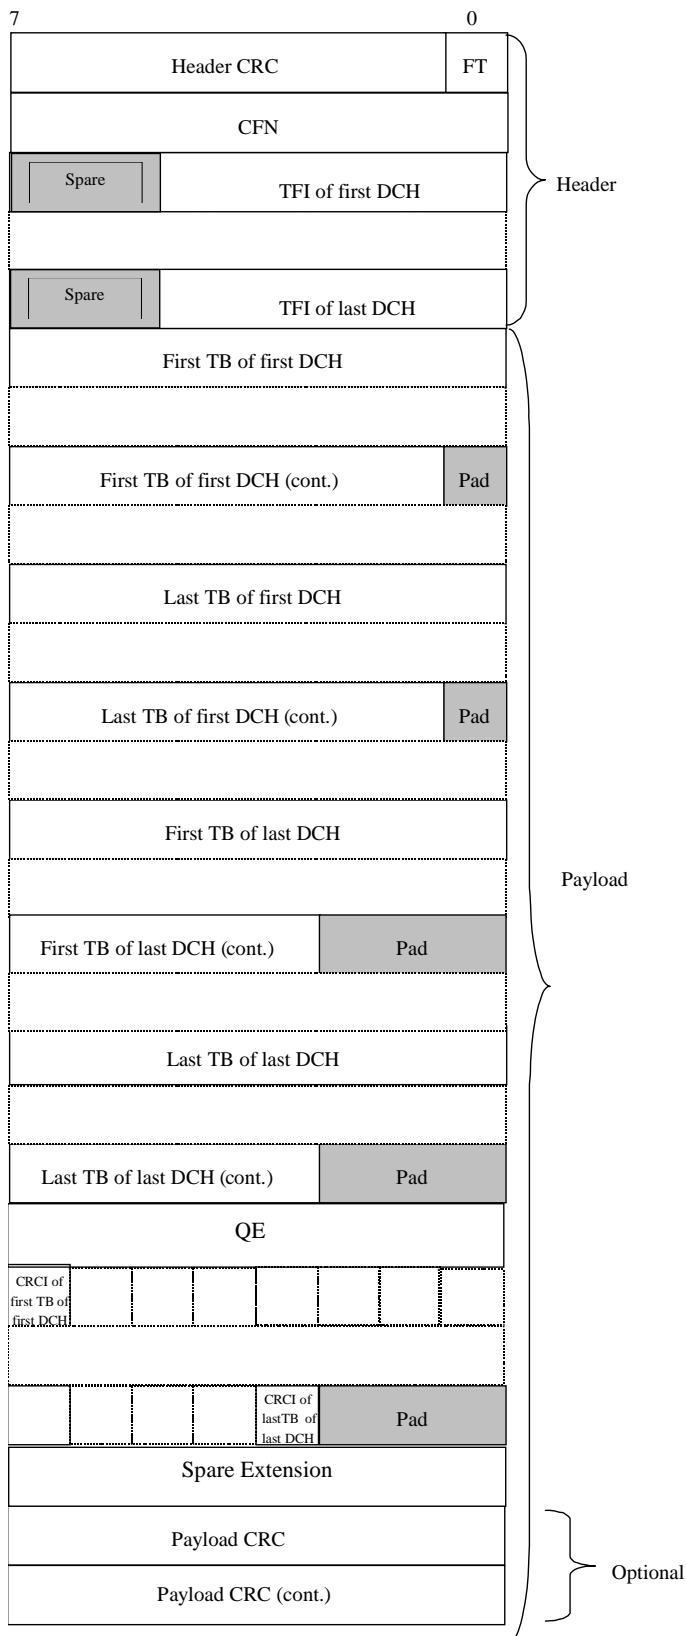 7 0
Header CRC FT
CFN
Spare TFI of first DCH
Header
Spare TFI of last DCH
First TB of first DCH
First TB of first DCH (cont.) Pad
Last TB of first DCH
Last TB of first DCH (cont.) Pad
First TB of last DCH
Payload
First TB of last DCH (cont.) Pad
Last TB of last DCH
Last TB of last DCH (cont.) Pad
QE
CRCI of
first TB of
first DCH
CRCI of
lastTB of
last DCH
Pad
Spare Extension
Payload CRC
Optional
Payload CRC (cont.)